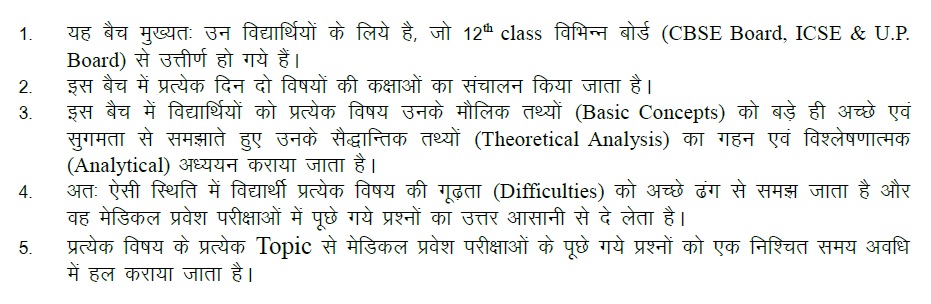 1. यह बैच मुख्यतः उन विद्यार्थियों के लिये है, जो 12th class विभिन्न बोर्ड (CBSE Board, ICSE & U.P.
Board) से उत्तीर्ण हो गये हैं।
2. इस बैच में प्रत्येक दिन दो विषयों की कक्षाओं का संचालन किया जाता है।
3. इस बैच में विद्यार्थियों को प्रत्येक विषय उनके मौलिक तथ्यों (Basic Concepts) को बड़े ही अच्छे एवं
सुगमता से समझाते हुए उनके सैद्धान्तिक तथ्यों (Theoretical Analysis) का गहन एवं विश्लेषणात्मक
(Analytical) अध्ययन कराया जाता है।
4. अतः ऐसी स्थिति में विद्यार्थी प्रत्येक विषय की गूढ़ता (Difficulties) को अच्छे ढंग से समझ जाता है और
वह मेडिकल प्रवेश परीक्षाओं में पूछे गये प्रश्नों का उत्तर आसानी से दे लेता है।
5. प्रत्येक विषय के प्रत्येक Topic से मेडिकल प्रवेश परीक्षाओं के पूछे गये प्रश्नों को एक निश्चित समय अवधि
में हल कराया जाता है।